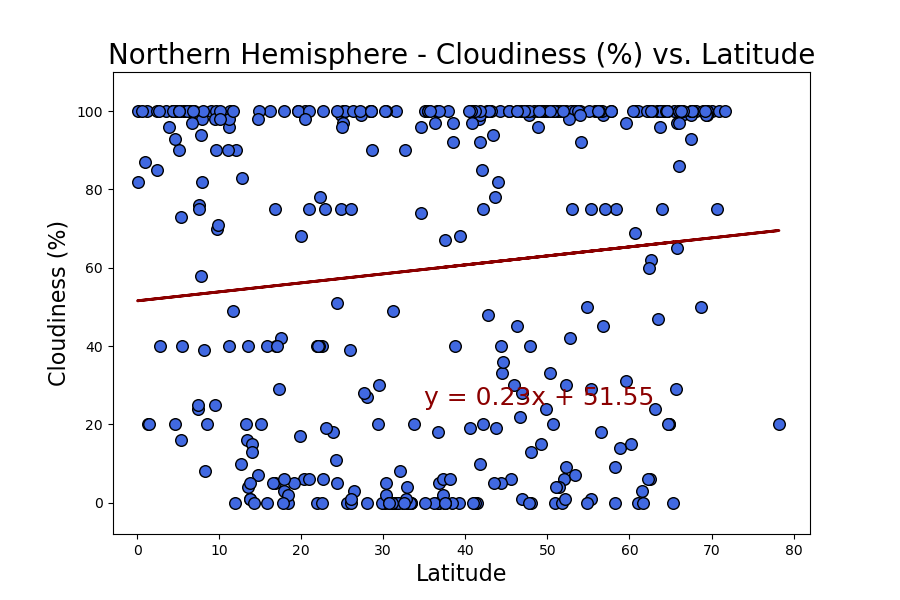 Northern Hemisphere - Cloudiness (%) vs. Latitude
Cloudiness (%)
100
80
60
40
20
0
y = 0.23x + 51.55
0 10 20 30 40 50 60 70 80
Latitude